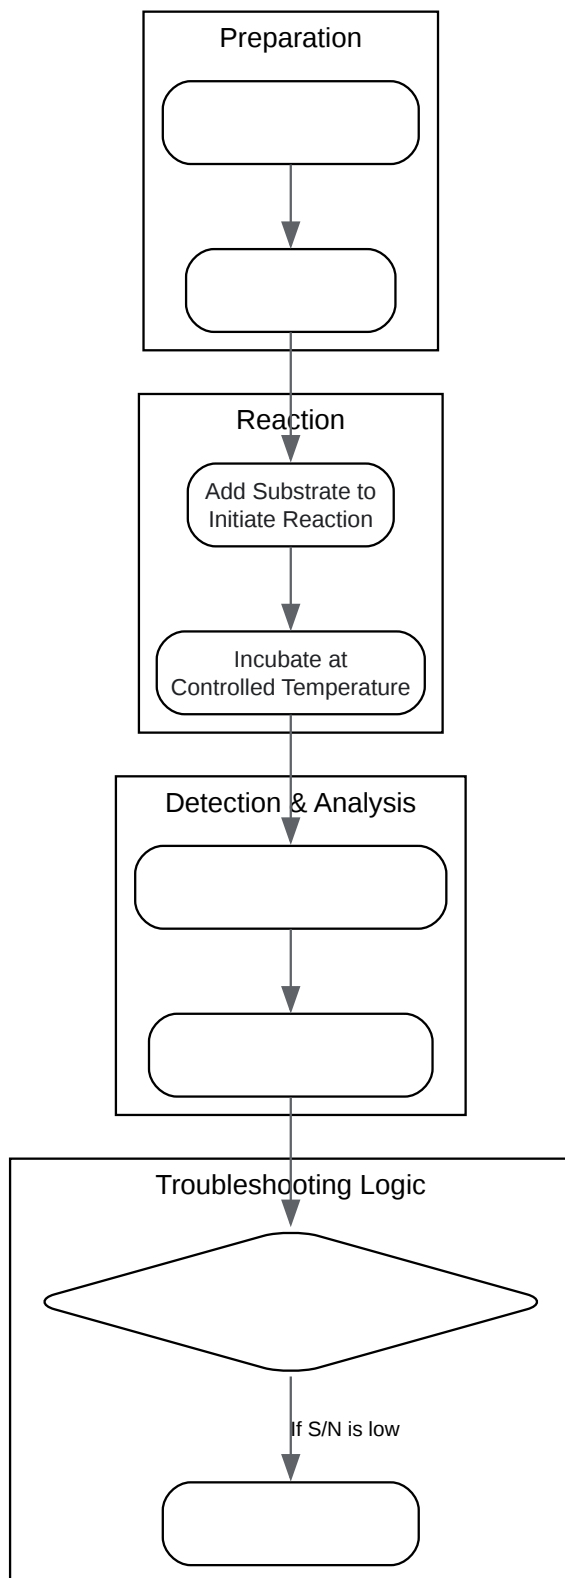 Preparation
Reaction
Add Substrate to
Initiate Reaction
Incubate at
Controlled Temperature
Detection & Analysis
Troubleshooting Logic
If S/N is low